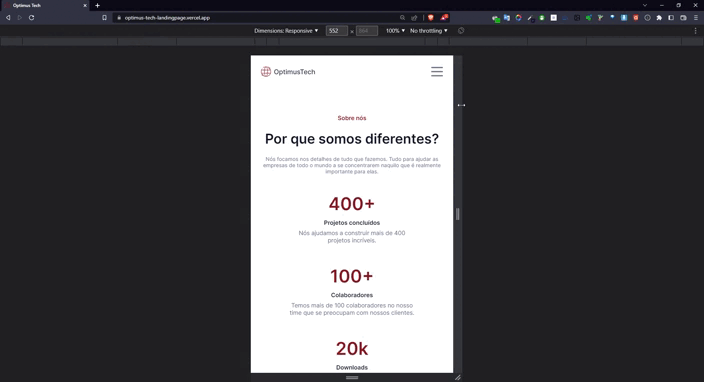 Optimus Tech
optimus-tech-landingpage.vercel.app
Dimensions: Responsive
552
x
100%
No throttling
OptimusTech
Sobre nós
Por que somos diferentes?
Nós focamos nos detalhes de tudo que fazemos. Tudo para ajudar as
empresas de todo o mundo a se concentrarem naquilo que é realmente
importante para elas.
400+
Projetos concluídos
Nós ajudamos a construir mais de 400
projetos incríveis.
100+
Colaboradores
Temos mais de 100 colaboradores no nosso
time que se preocupam com nossos clientes.
20k
Downloads